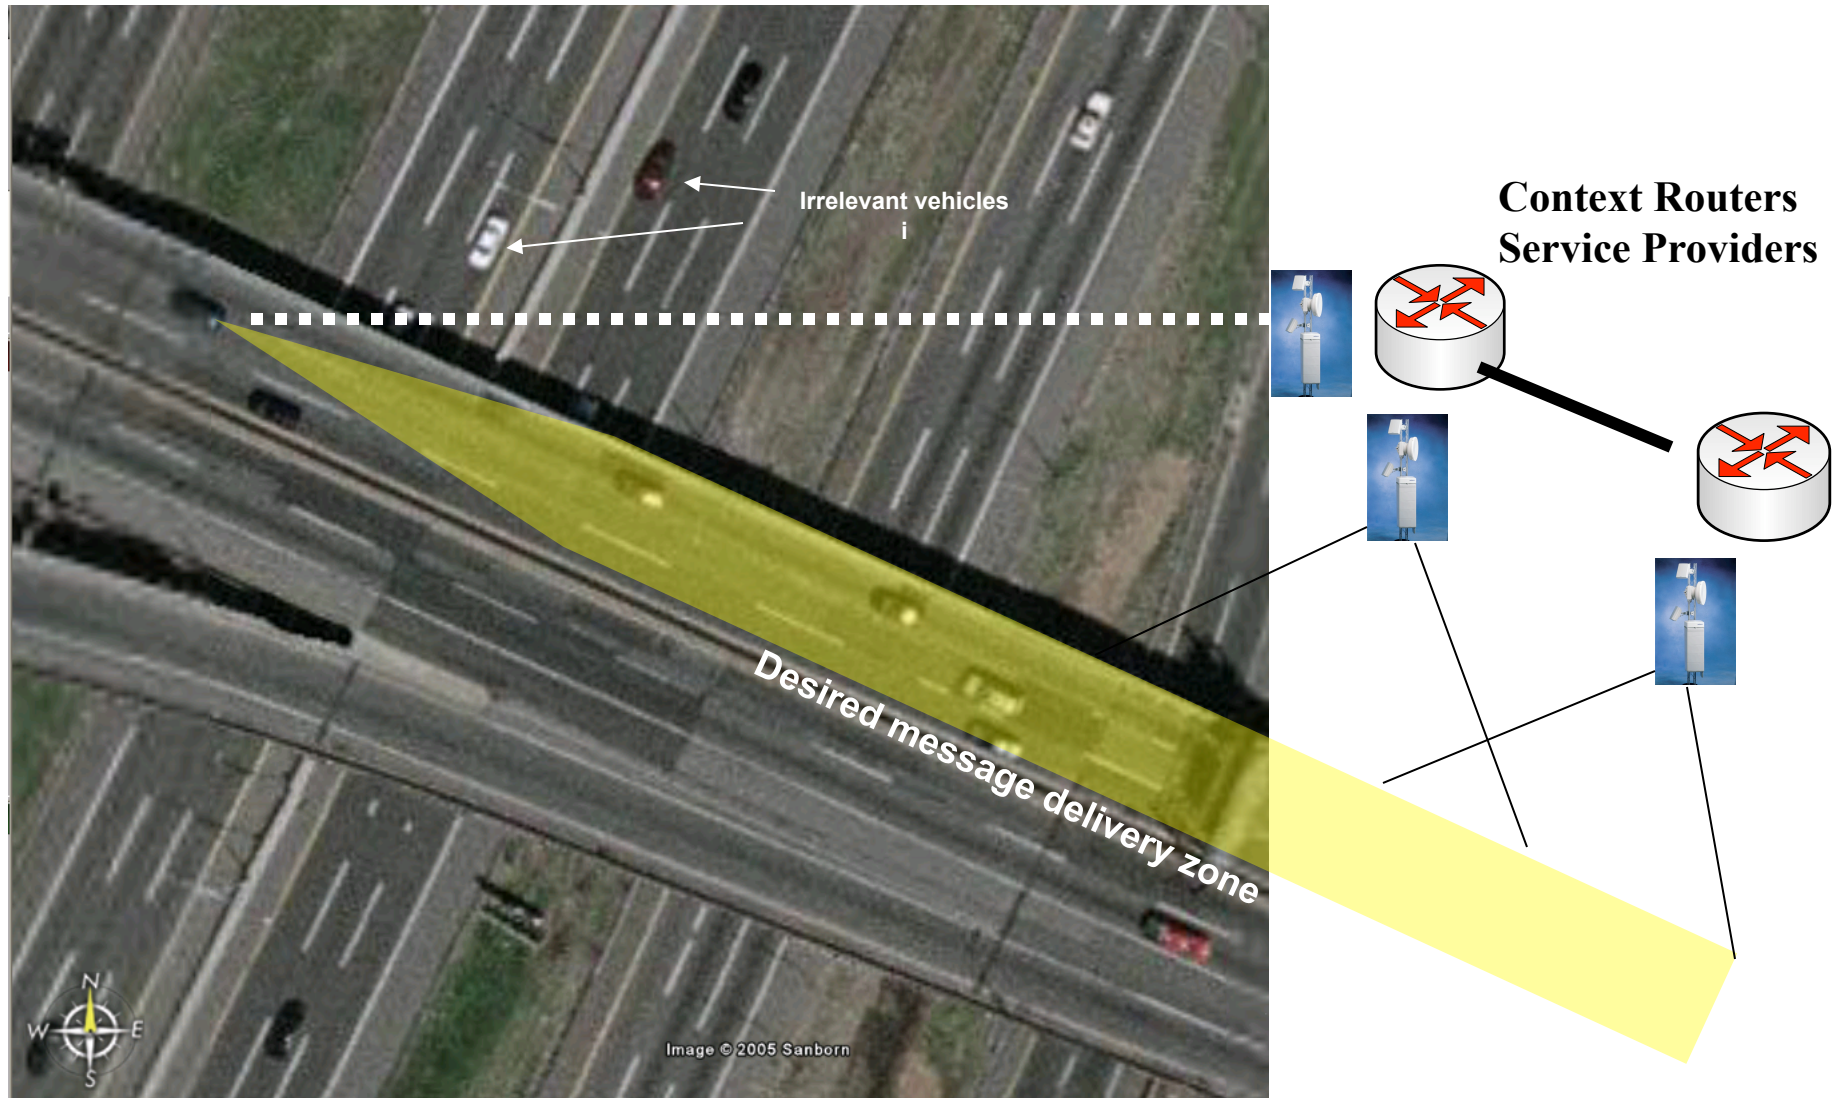 Irrelevant vehicles
i
Context Routers
Service Providers
Desired message delivery zone
N
W
E
S
Image © 2005 Sanborn